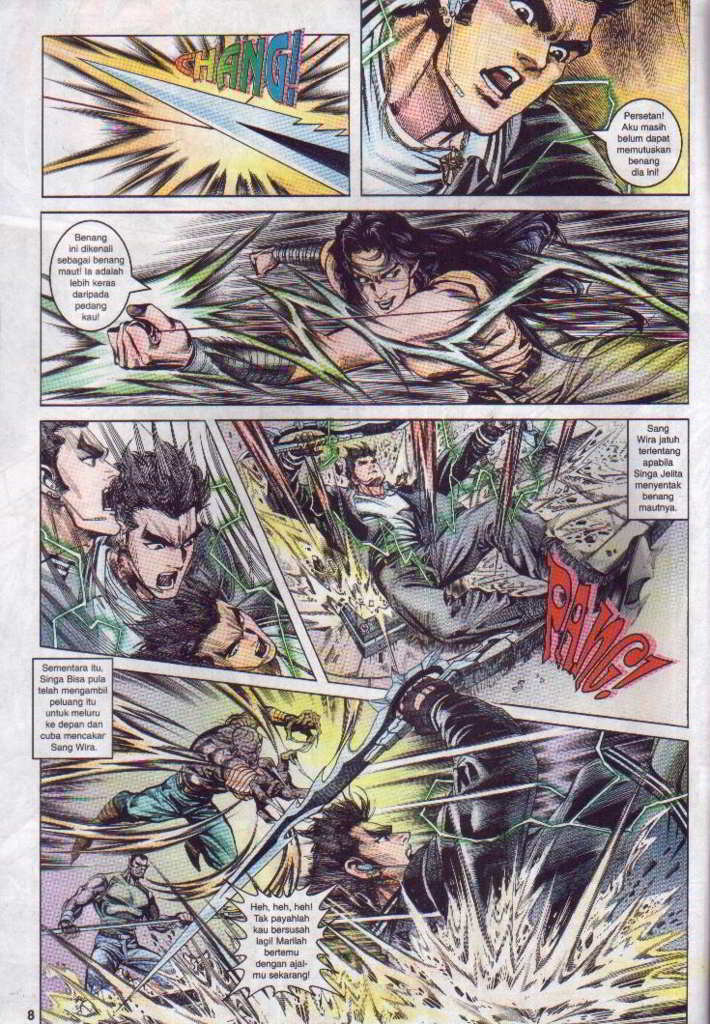 CHANG!
Persetan!
Aku masih
belum dapat
memutuskan
benang
dia ini!
Benang
ini dikenali
sebagai benang
maut! Ia adalah
lebih keras
daripada
pedang
kau!
Sang
Wira jatuh
terlentang
apabila
Singa Jelita
menyentak
benang
mautnya.
PANG!
Sementara itu,
Singa Bisa pula
telah mengambil
peluang itu
untuk meluru
ke depan dan
cuba mencakar
Sang Wira.
Heh, heh, heh!
Tak payahlah
kau bersusah
lagi! Marilah
bertemu
dengan ajal-
mu sekarang!
8